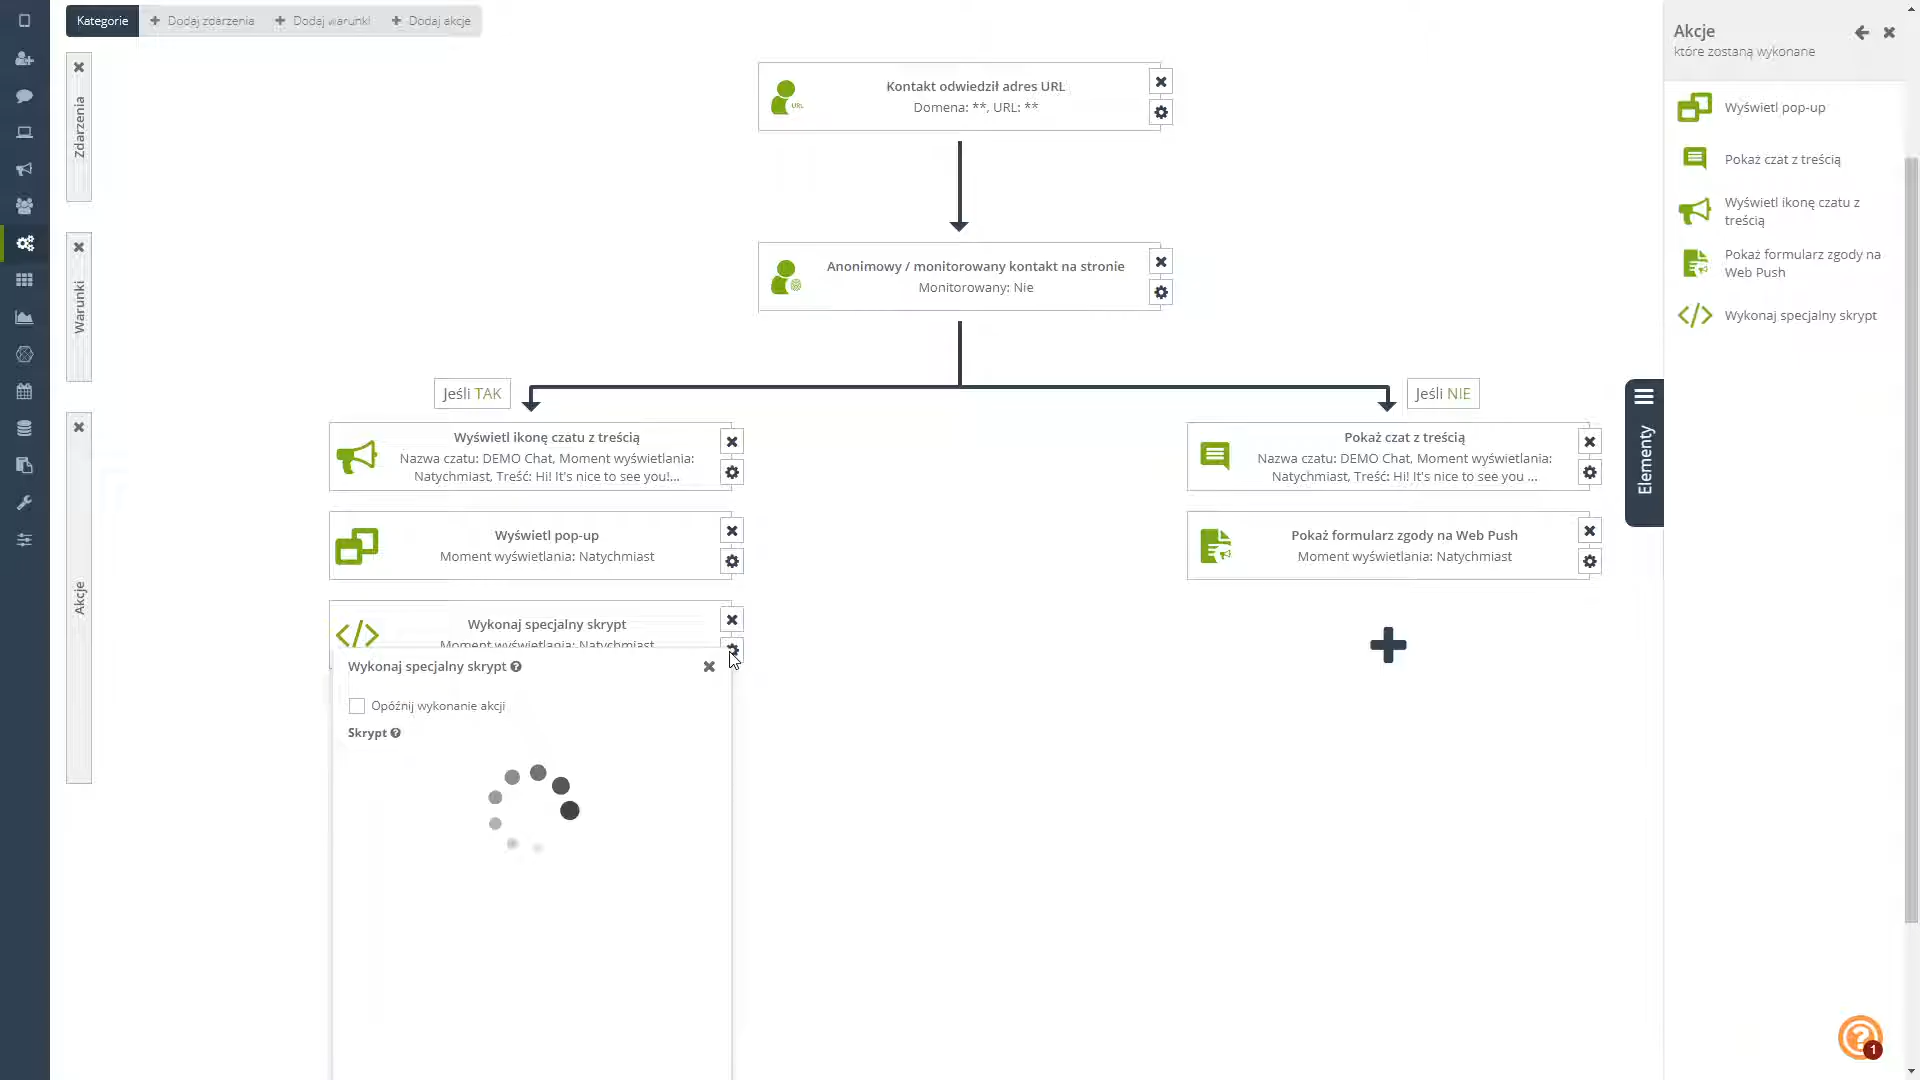 Kategorie
Dodaj zdarzenia
Dodaj warunki
Dodaj akcje
Zdarzenia
Warunki
Akcje
URL
Kontakt odwiedził adres URL
Domena: **, URL: **
Anonimowy / monitorowany kontakt na stronie
Monitorowany: Nie
Jeśli TAK
Jeśli NIE
Wyświetl ikonę czatu z treścią
Nazwa czatu: DEMO Chat, Moment wyświetlania:
Natychmiast, Treść: Hi! It's nice to see you!...
Wyświetl pop-up
Moment wyświetlania: Natychmiast
Wykonaj specjalny skrypt
Moment wyświetlania: Natychmiast
Wykonaj specjalny skrypt
Opóźnij wykonanie akcji
Skrypt
Pokaż czat z treścią
Nazwa czatu: DEMO Chat, Moment wyświetlania:
Natychmiast, Treść: Hi! It's nice to see you ...
Pokaż formularz zgody na Web Push
Moment wyświetlania: Natychmiast
Elementy
Akcje
które zostaną wykonane
Wyświetl pop-up
Pokaż czat z treścią
Wyświetl ikonę czatu z
treścią
Pokaż formularz zgody na
Web Push
Wykonaj specjalny skrypt
1